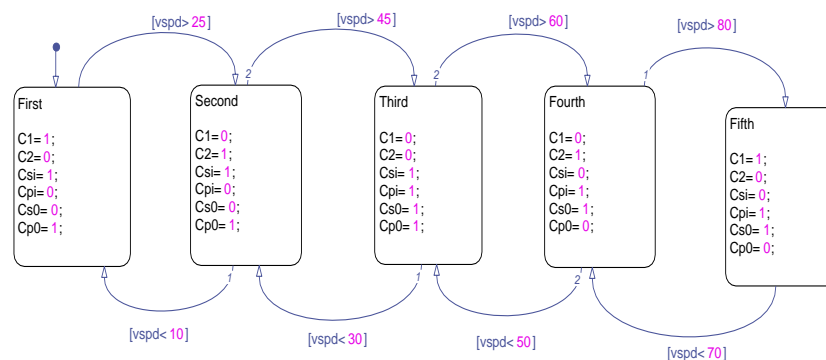 [vspd> 25]
[vspd> 45]
[vspd> 60]
[vspd> 80]
First
C1= 1;
C2= 0;
Csi= 1;
Cpi= 0;
Cs0= 0;
Cp0= 1;
2
1
Second
C1= 0;
C2= 1;
Csi= 1;
Cpi= 0;
Cs0= 0;
Cp0= 1;
2
1
Third
C1= 0;
C2= 0;
Csi= 1;
Cpi= 1;
Cs0= 1;
Cp0= 1;
1
2
Fourth
C1= 0;
C2= 1;
Csi= 0;
Cpi= 1;
Cs0= 1;
Cp0= 0;
Fifth
C1= 1;
C2= 0;
Csi= 0;
Cpi= 1;
Cs0= 1;
Cp0= 0;
[vspd< 10]
[vspd< 30]
[vspd< 50]
[vspd< 70]